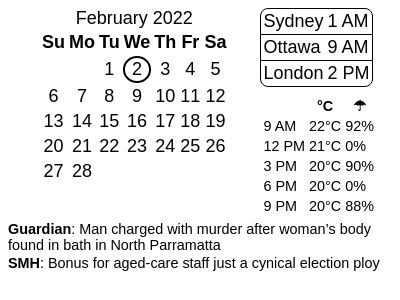 February 2022
Su Mo Tu We Th Fr Sa
1 2 3 4 5
6 7 8 9 10 11 12
13 14 15 16 17 18 19
20 21 22 23 24 25 26
27 28
Sydney 1 AM
Ottawa 9 AM
London 2 PM
°C ☂
9 AM 22°C 92%
12 PM 21°C 0%
3 PM 20°C 90%
6 PM 20°C 0%
9 PM 20°C 88%
Guardian: Man charged with murder after woman’s body
found in bath in North Parramatta
SMH: Bonus for aged-care staff just a cynical election ploy